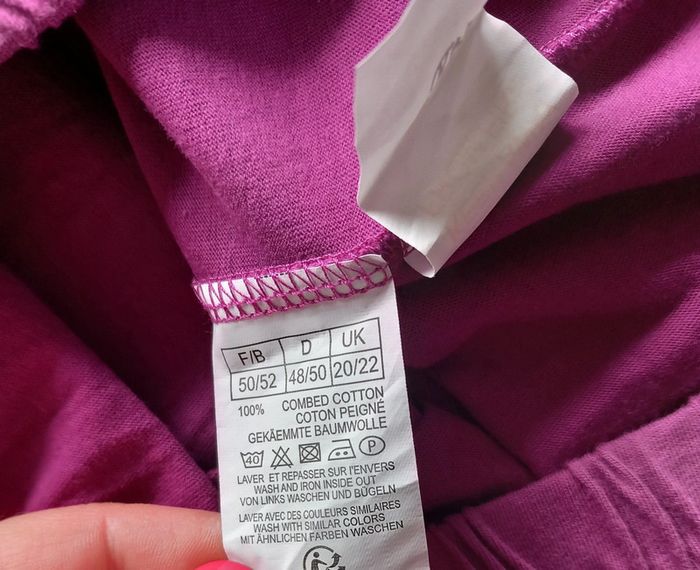 F/B D UK
50/52 48/50 20/22
100% COMBED COTTON
COTON PEIGNÉ
GEKÄEMMTE BAUMWOLLE
40 P
LAVER ET REPASSER SUR L'ENVERS
WASH AND IRON INSIDE OUT
VON LINKS WASCHEN UND BÜGELN
LAVER AVEC DES COULEURS SIMILAIRES
WASH WITH SIMILAR COLORS
MIT ÄHNLICHEN FARBEN WASCHEN